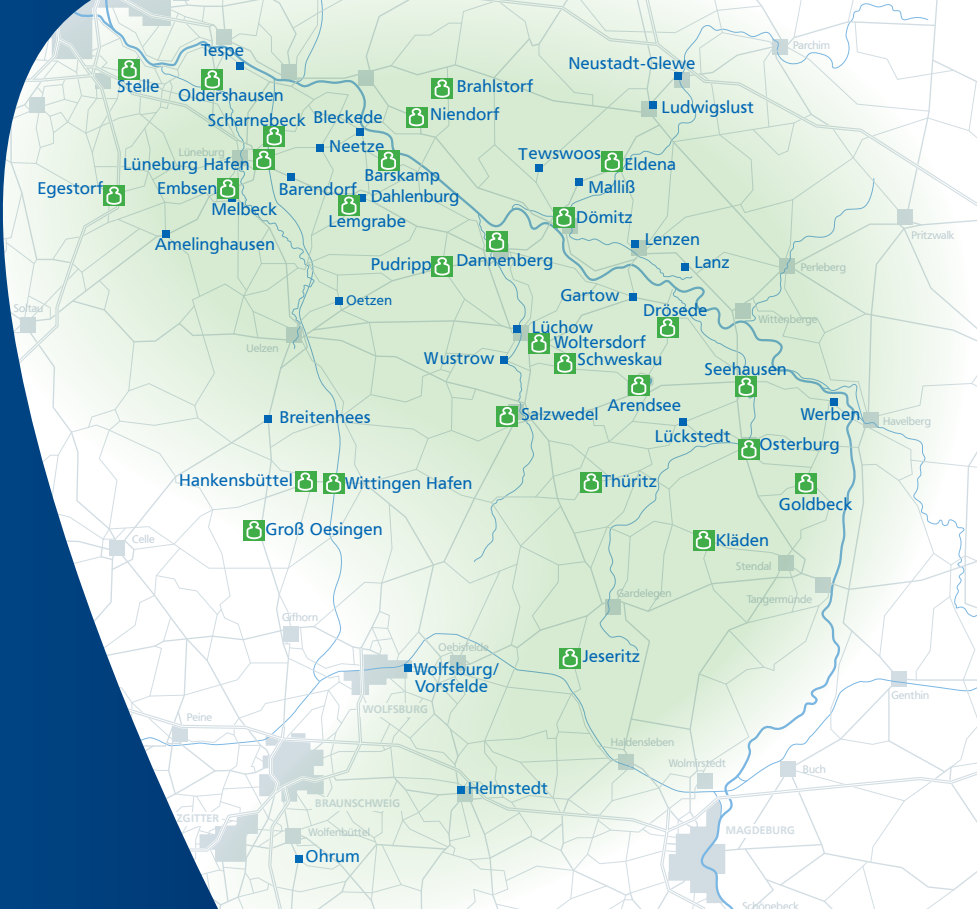 Parchim
Tespe
Neustadt-Glewe
Stelle
Oldershausen
Brahlstorf
Ludwigslust
Scharnebeck
Bleckede
Niendorf
Lüneburg
Neetze
Tewswoos
Eldena
Lüneburg Hafen
Barskamp
Egestorf
Embsen
Barendorf
Dahlenburg
Malliß
Melbeck
Lemgrabe
Dömitz
Pritzwalk
Amelinghausen
Lenzen
Pudripp
Dannenberg
Lanz
Perleberg
Oetzen
Gartow
Soltau
Drösede
Wittenberge
Lüchow
Woltersdorf
Uelzen
Wustrow
Schweskau
Seehausen
Arendsee
Breitenhees
Salzwedel
Werben
Havelberg
Lückstedt
Osterburg
Hankensbüttel
Wittingen Hafen
Thüritz
Goldbeck
Groß Oesingen
Celle
Kläden
Stendal
Gardelegen
Tangermünde
Gifhorn
Oebisfelde
Jeseritz
Wolfsburg/
Vorsfelde
Genthin
WOLFSBURG
Peine
Haldensleben
Wolmirstedt
Buch
Helmstedt
BRAUNSCHWEIG
ZGITTER
Wolfenbüttel
MAGDEBURG
Ohrum
Schönebeck